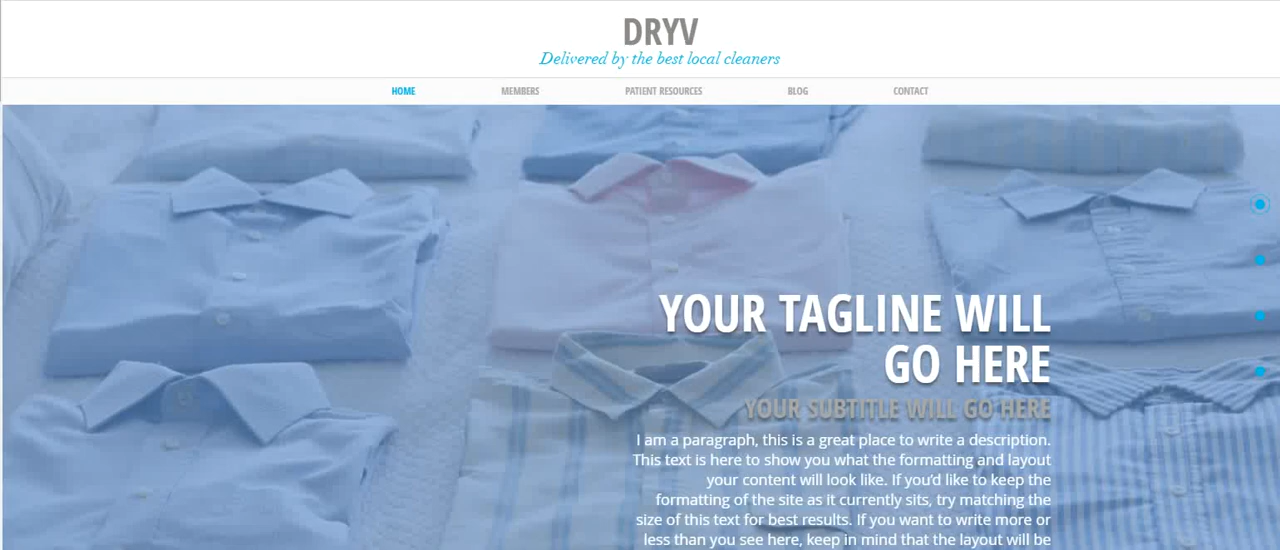 DRYV
Delivered by the best local cleaners
HOME MEMBERS PATIENT RESOURCES BLOG CONTACT
YOUR TAGLINE WILL
GO HERE
YOUR SUBTITLE WILL GO HERE
I am a paragraph, this is a great place to write a description.
This text is here to show you what the formatting and layout
your content will look like. If you'd like to keep the
formatting of the site as it currently sits, try matching the
size of this text for best results. If you want to write more or
less than you see here, keep in mind that the layout will be